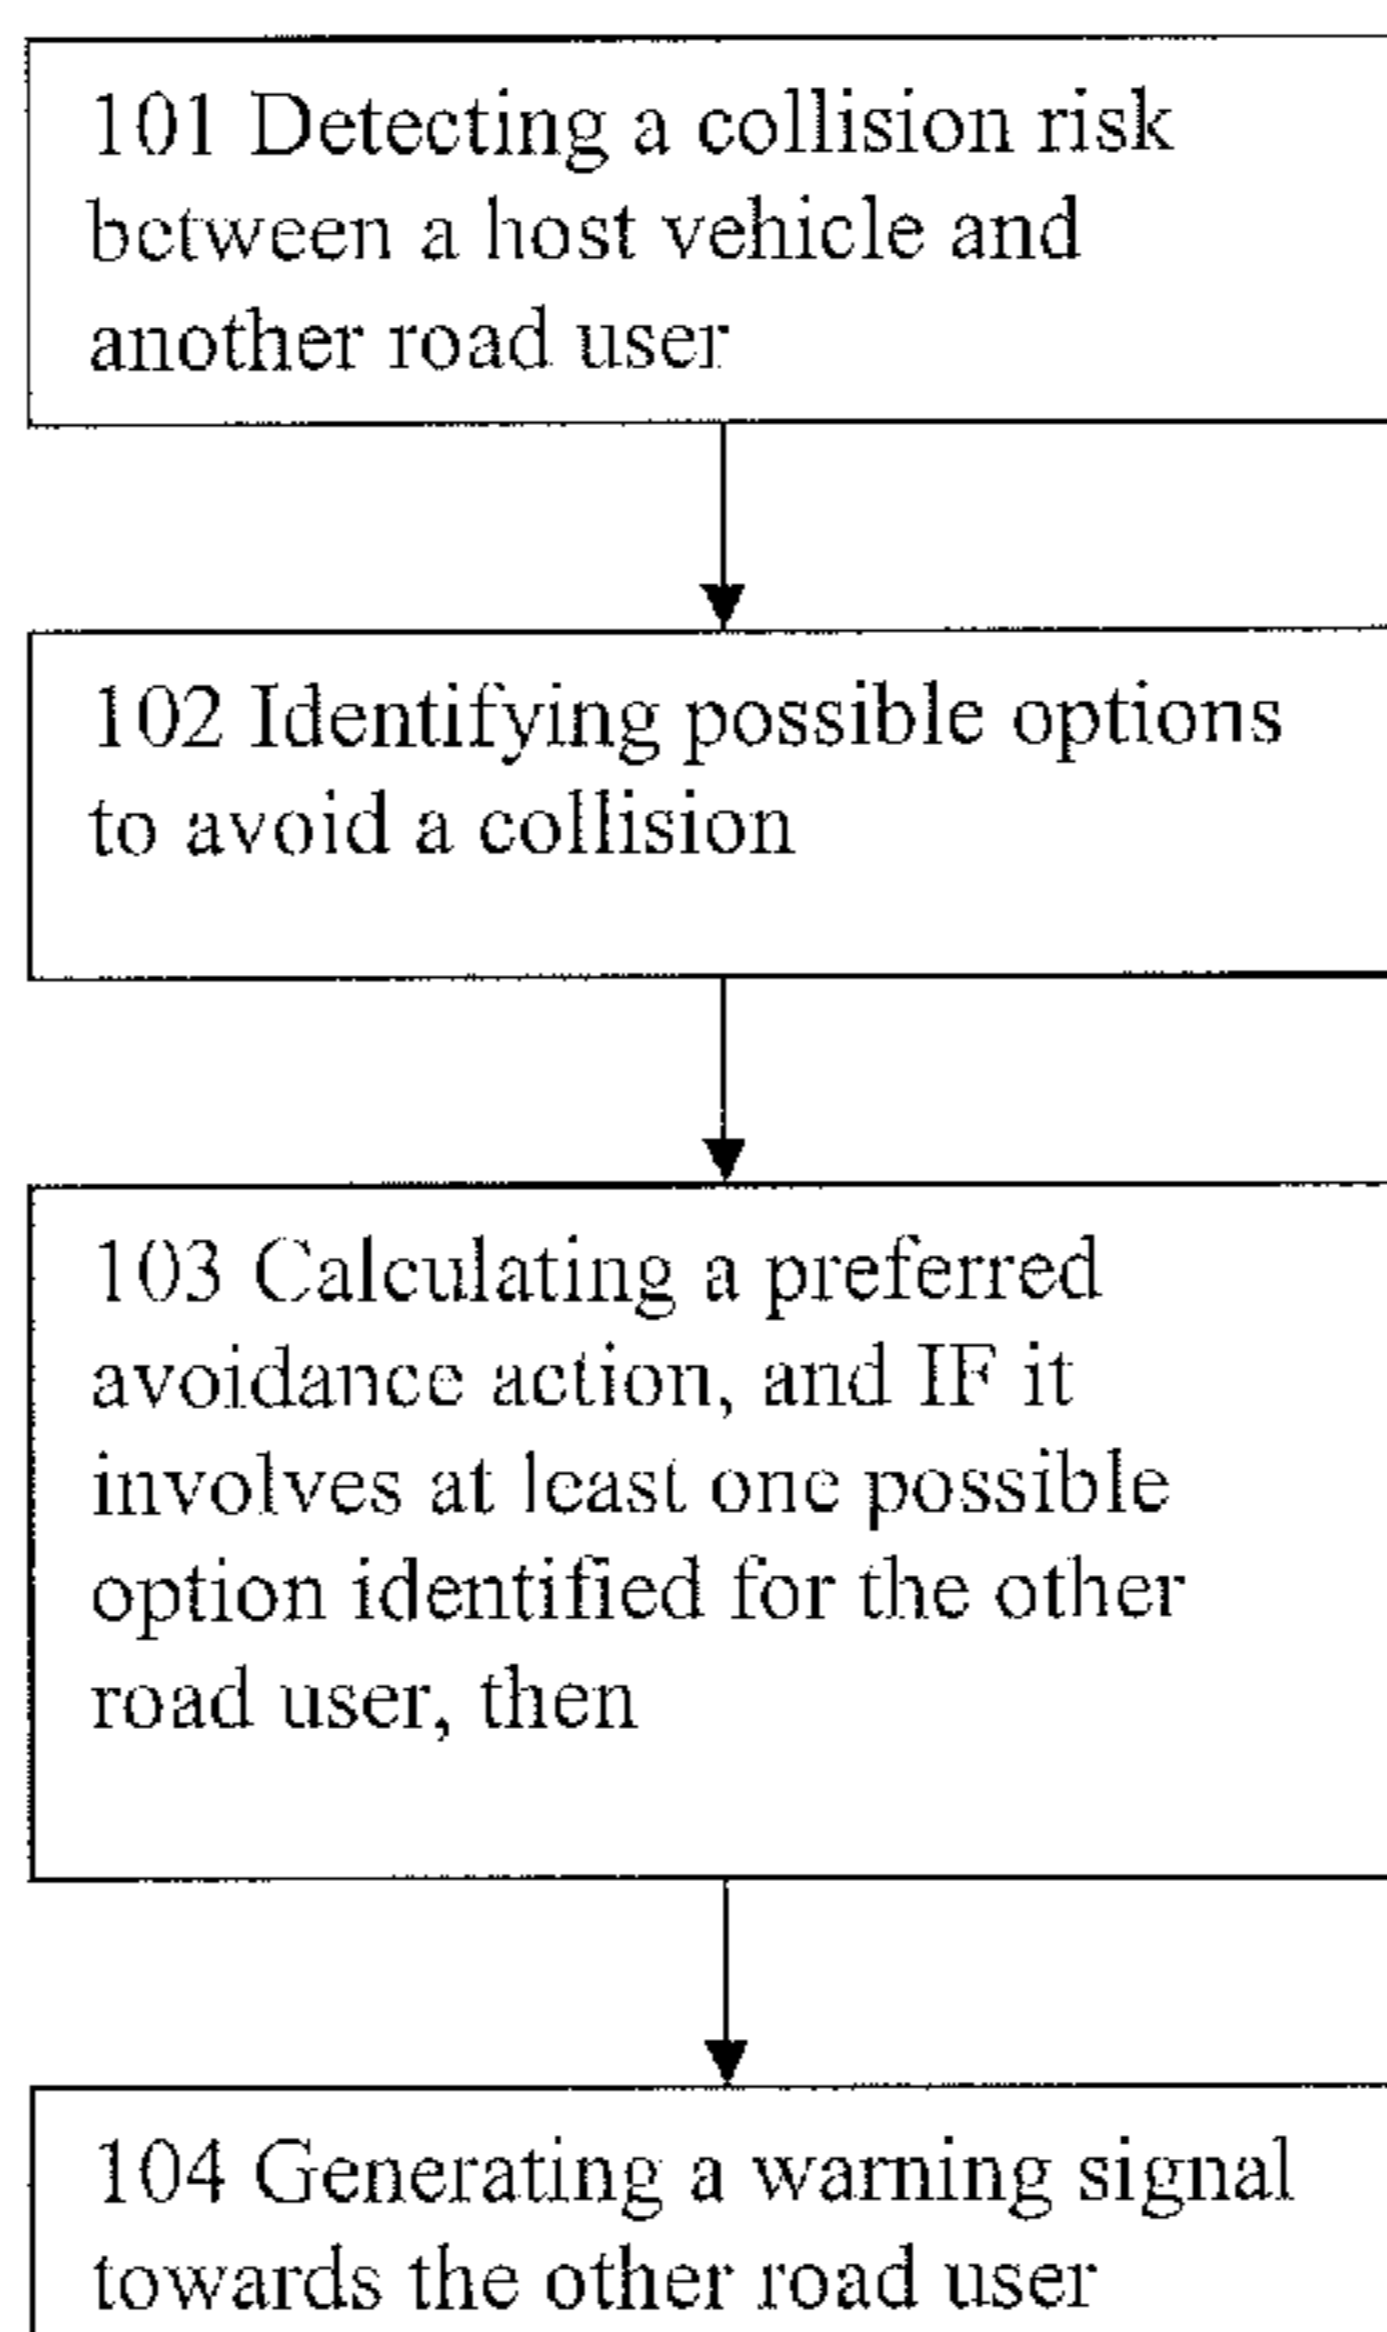 101 Detecting a collision risk
between a host vehicle and
another road user
102 Identifying possible options
to avoid a collision
103 Calculating a preferred
avoidance action, and IF it
involves at least one possible
option identified for the other
road user, then
104 Generating a warning signal
towards the other road user